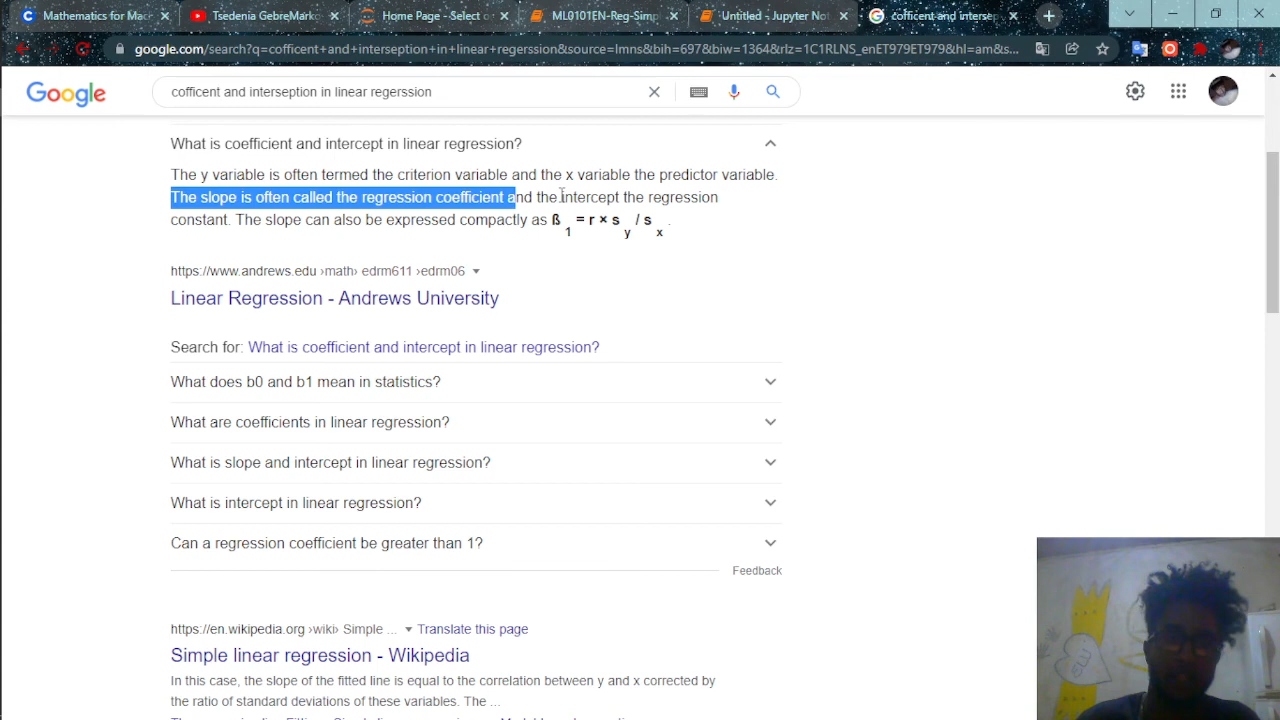 Mathematics for Mac
Tsedenia GebreMarko
Home Page - Select o
ML0101EN-Reg-Simp
Untitled - Jupyter Not
cofficent and intersep
google.com/search?q=cofficent+and+interseption+in+linear+regerssion&source=lmns&bih=697&biw=1364&rlz=1C1RLNS_enET979ET979&hl=am&s...
Google
cofficent and interseption in linear regerssion
What is coefficient and intercept in linear regression?
The y variable is often termed the criterion variable and the x variable the predictor variable.
The slope is often called the regression coefficient and the intercept the regression
constant. The slope can also be expressed compactly as ß1 = r × sy / sx .
https://www.andrews.edu › math › edrm611 › edrm06
Linear Regression - Andrews University
Search for: What is coefficient and intercept in linear regression?
What does b0 and b1 mean in statistics?
What are coefficients in linear regression?
What is slope and intercept in linear regression?
What is intercept in linear regression?
Can a regression coefficient be greater than 1?
Feedback
https://en.wikipedia.org › wiki › Simple ... Translate this page
Simple linear regression - Wikipedia
In this case, the slope of the fitted line is equal to the correlation between y and x corrected by
the ratio of standard deviations of these variables. The ...